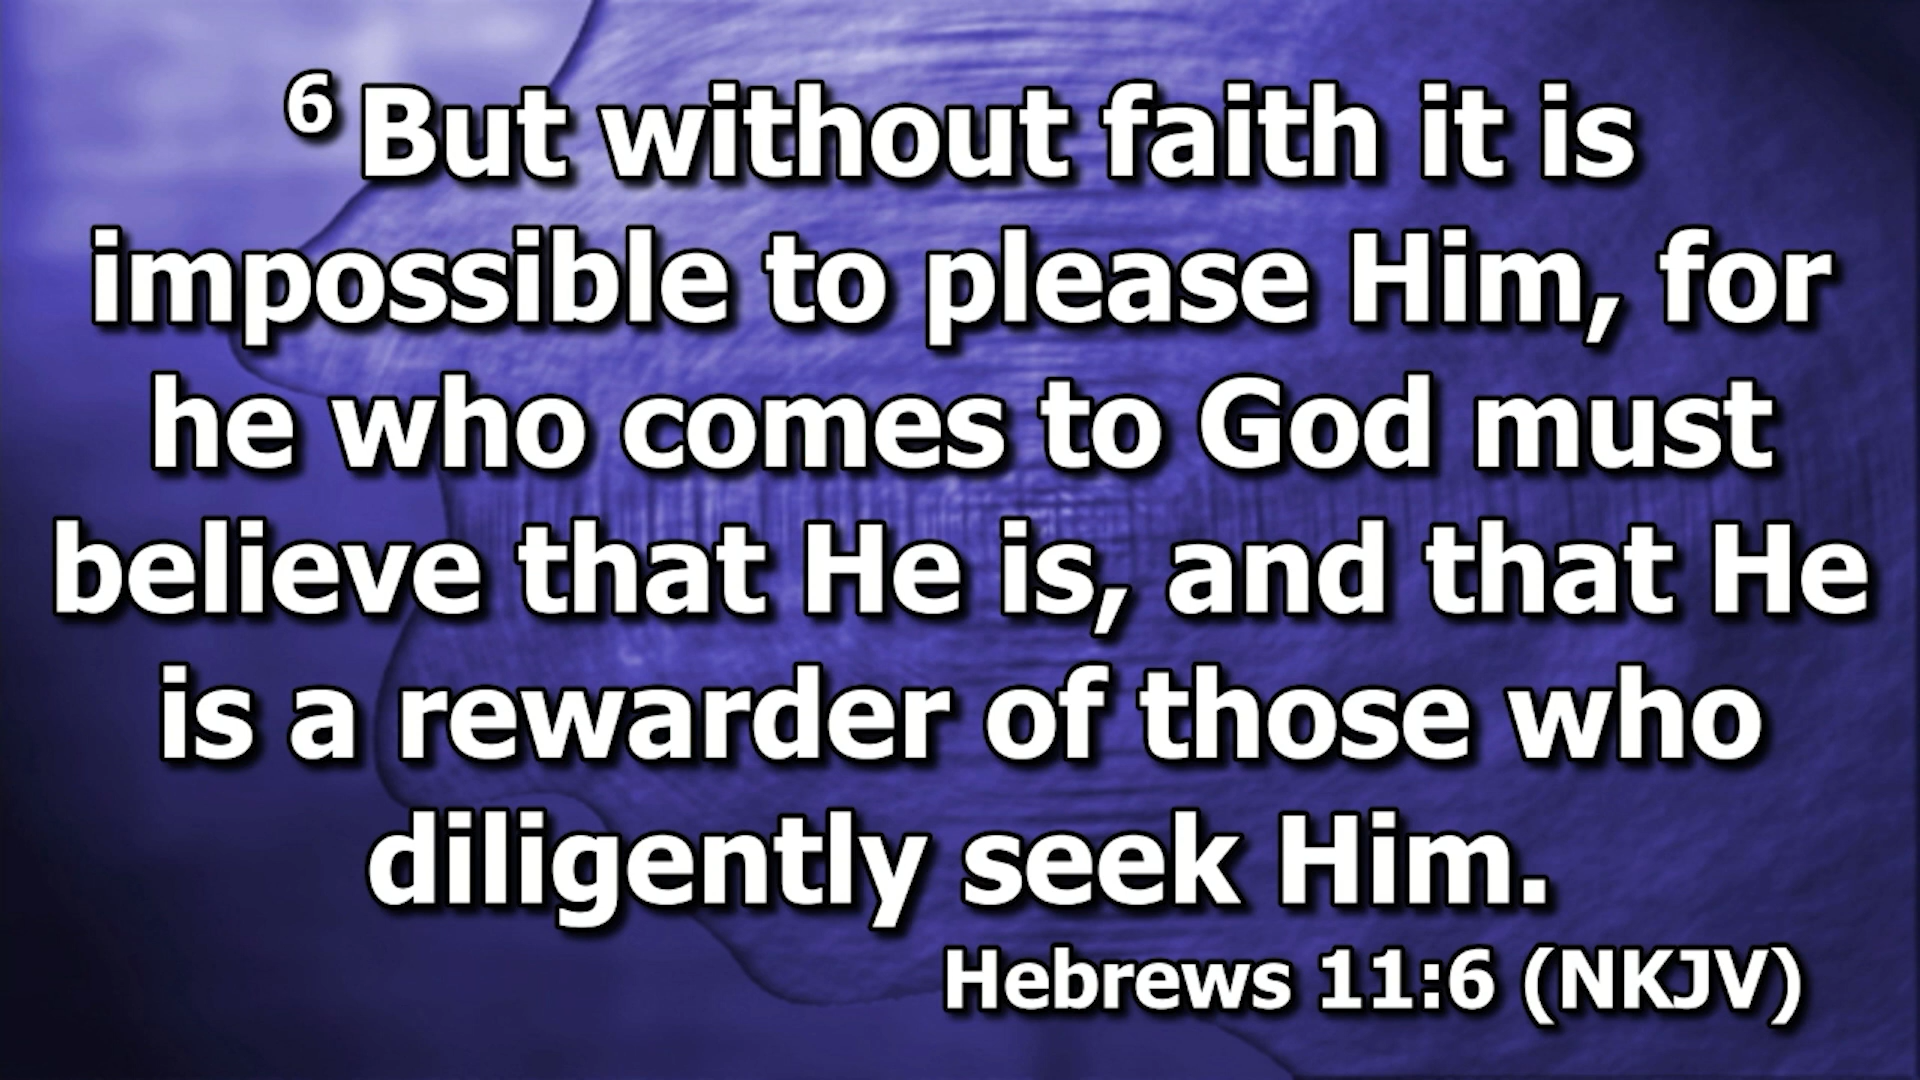 6 But without faith it is
impossible to please Him, for
he who comes to God must
believe that He is, and that He
is a rewarder of those who
diligently seek Him.
Hebrews 11:6 (NKJV)